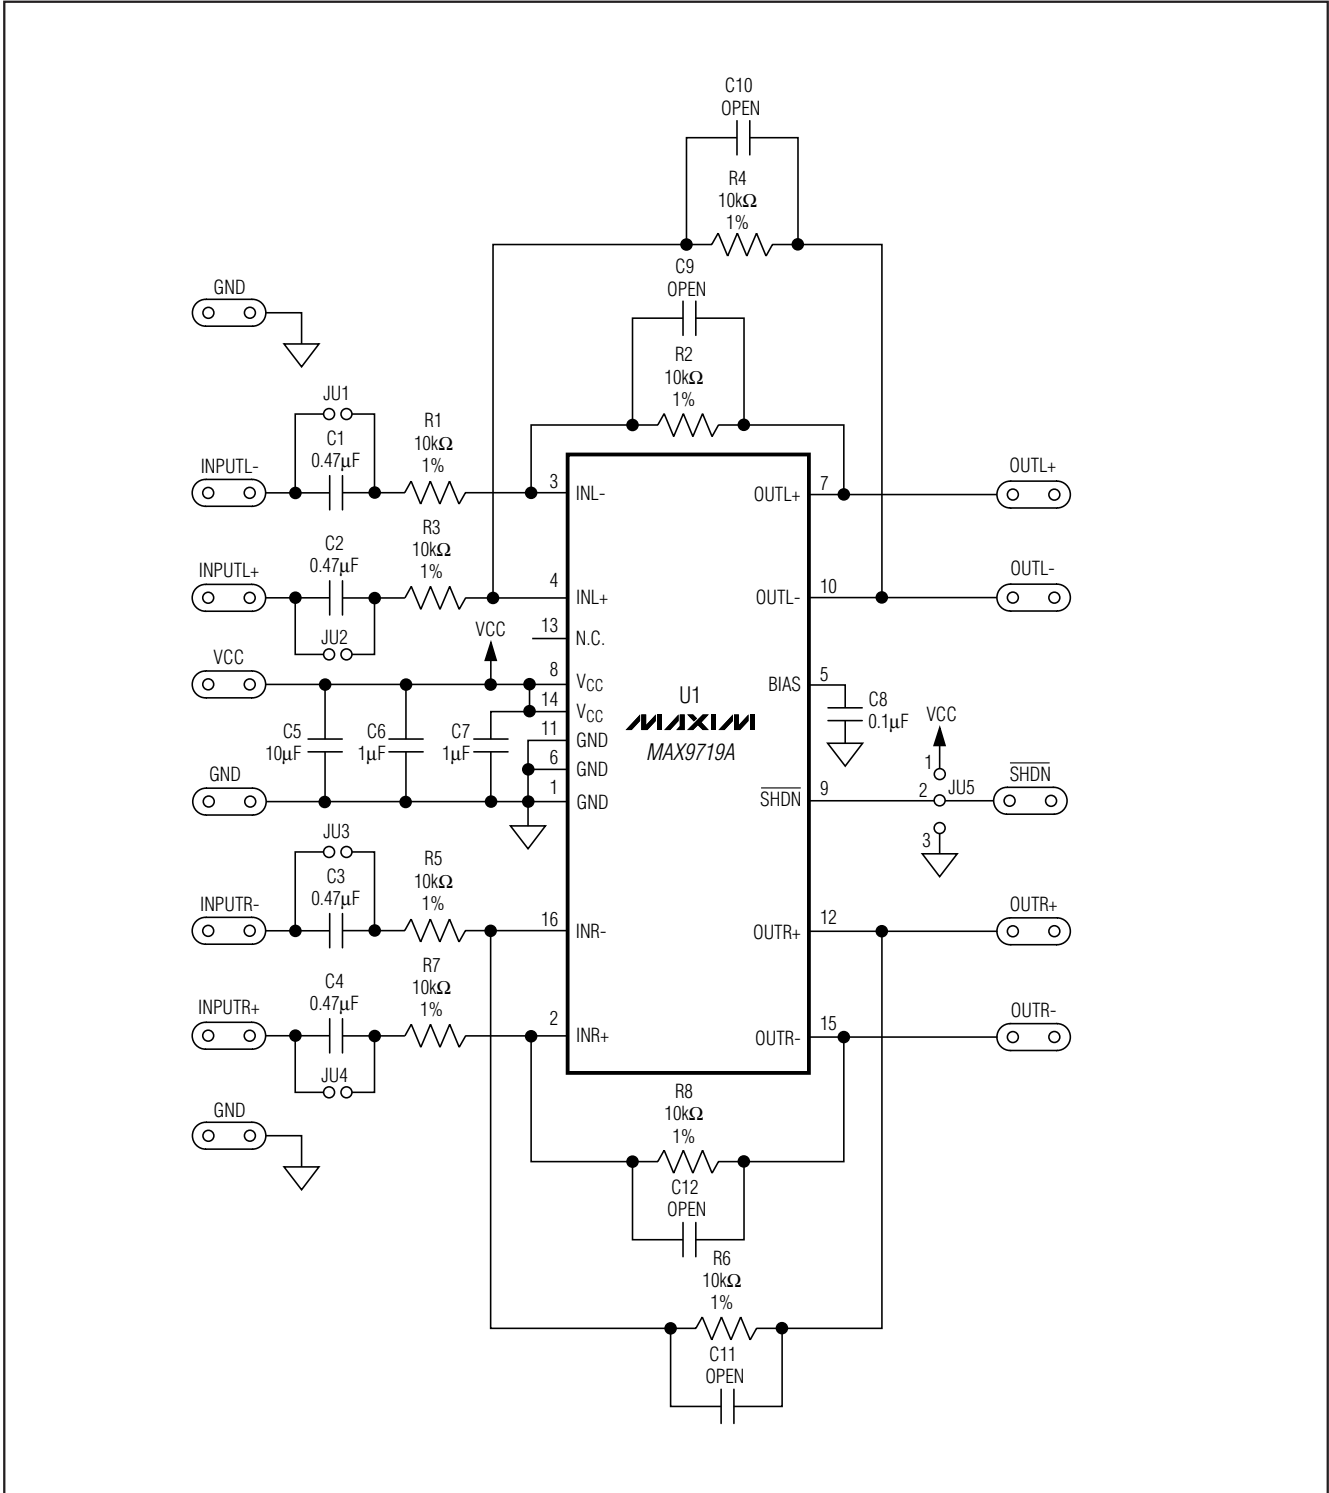 C10
OPEN
R4
10kΩ
1%
C9
OPEN
R2
10kΩ
1%
GND
JU1
C1
0.47µF
R1
10kΩ
1%
INPUTL-
3
INL-
OUTL+
7
OUTL+
C2
0.47µF
R3
10kΩ
1%
INPUTL+
JU2
4
INL+
OUTL-
10
OUTL-
13
N.C.
VCC
VCC
8
VCC
14
VCC
11
GND
6
GND
1
GND
C5
10µF
C6
1µF
C7
1µF
GND
U1
MAXIM
MAX9719A
BIAS
5
C8
0.1µF
VCC
1
2
JU5
3
SHDN
9
SHDN
JU3
C3
0.47µF
R5
10kΩ
1%
INPUTR-
16
INR-
OUTR+
12
OUTR+
C4
0.47µF
R7
10kΩ
1%
INPUTR+
JU4
2
INR+
OUTR-
15
OUTR-
GND
R8
10kΩ
1%
C12
OPEN
R6
10kΩ
1%
C11
OPEN